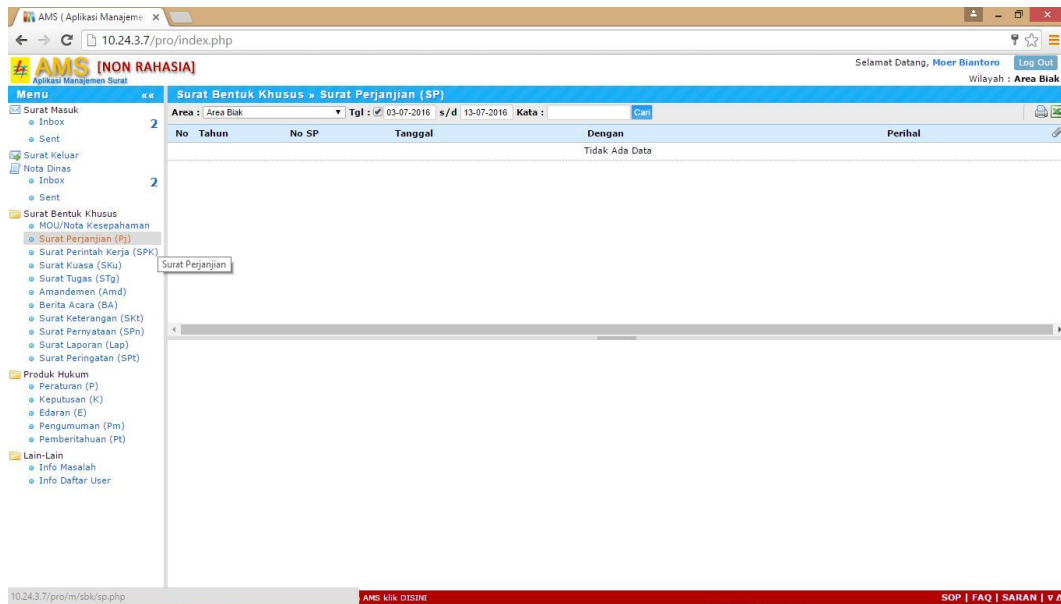 AMS ( Aplikasi Manajeme
10.24.3.7/pro/index.php
AMS [NON RAHASIA]
Aplikasi Manajemen Surat
Selamat Datang, Moer Biantoro Log Out
Wilayah : Area Biak
Menu ««
Surat Masuk
Inbox 2
Sent
Surat Keluar
Nota Dinas
Inbox 2
Sent
Surat Bentuk Khusus
MOU/Nota Kesepahaman
Surat Perjanjian (Pj)
Surat Perintah Kerja (SPK)
Surat Kuasa (SKu)
Surat Tugas (STg)
Amandemen (Amd)
Berita Acara (BA)
Surat Keterangan (SKt)
Surat Pernyataan (SPn)
Surat Laporan (Lap)
Surat Peringatan (SPt)
Produk Hukum
Peraturan (P)
Keputusan (K)
Edaran (E)
Pengumuman (Pm)
Pemberitahuan (Pt)
Lain-Lain
Info Masalah
Info Daftar User
Surat Perjanjian
Surat Bentuk Khusus » Surat Perjanjian (SP)
Area : Area Biak Tgl : 03-07-2016 s/d 13-07-2016 Kata : Cari
No Tahun No SP Tanggal Dengan Perihal
Tidak Ada Data
10.24.3.7/pro/m/sbk/sp.php
AMS klik DISINI
SOP | FAQ | SARAN |